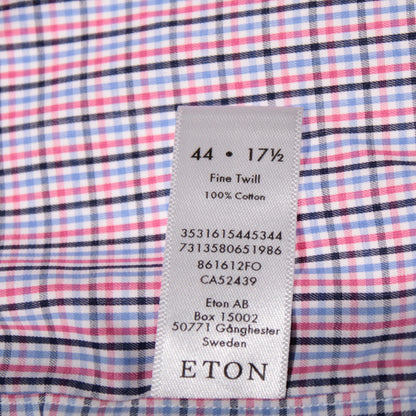 44 • 17½
Fine Twill
100% Cotton
3531615445344
7313580651986
861612FO
CA52439
Eton AB
Box 15002
50771 Gånghester
Sweden
ETON